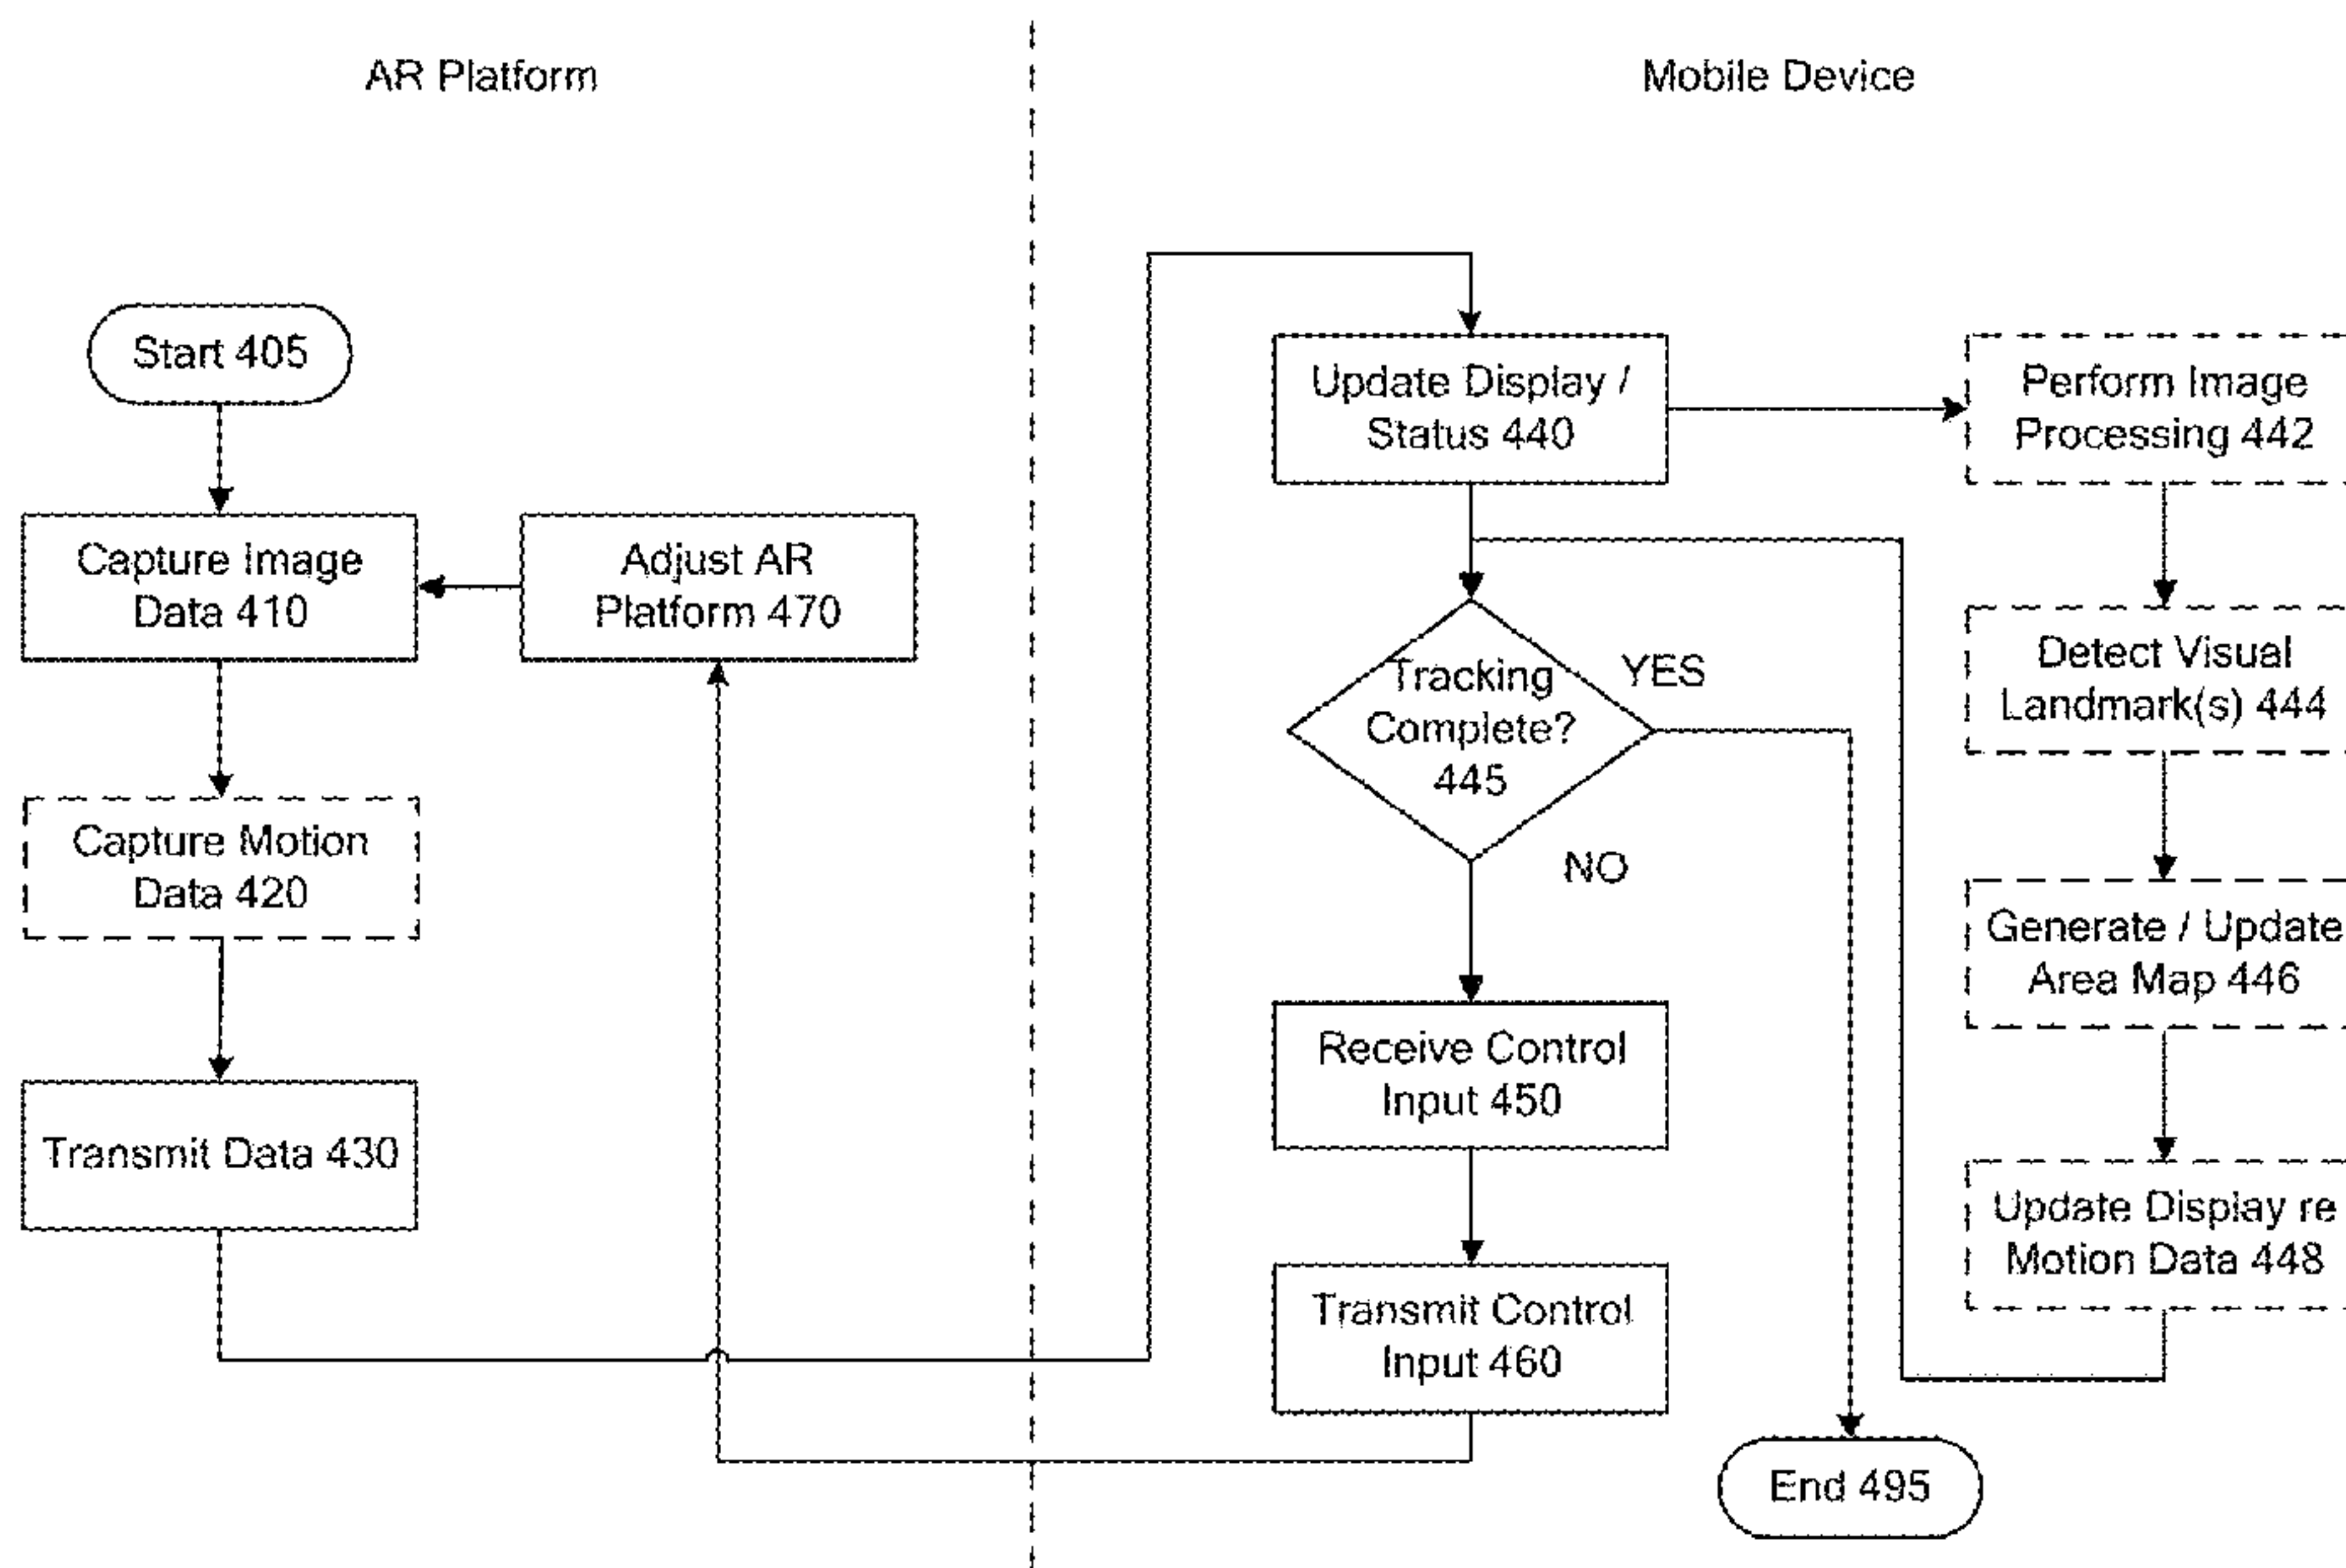 AR Platform
Mobile Device
Start 405
Capture Image
Data 410
Adjust AR
Platform 470
Capture Motion
Data 420
Transmit Data 430
Update Display /
Status 440
Perform Image
Processing 442
Tracking
Complete?
445
YES
NO
Detect Visual
Landmark(s) 444
Generate / Update
Area Map 446
Receive Control
Input 450
Update Display re
Motion Data 448
Transmit Control
Input 460
End 495